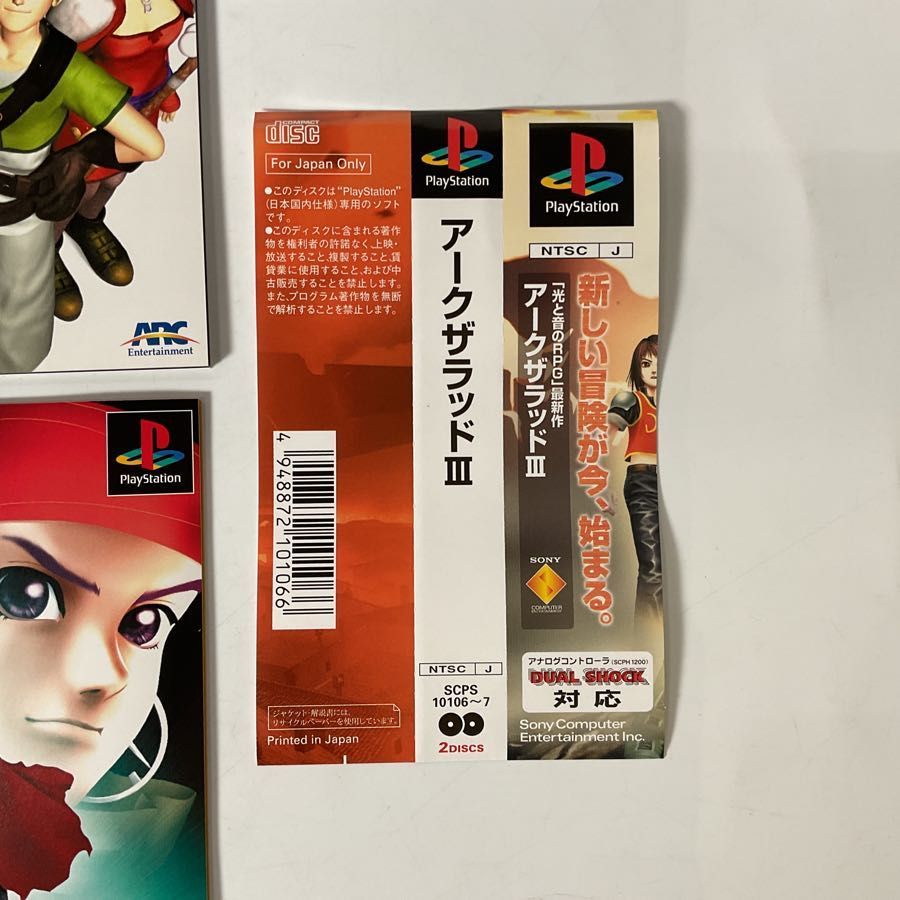 ARC
Entertainment
PlayStation
COMPACT
disc
For Japan Only
●このディスクは“PlayStation”
(日本国内仕様)専用のソフト
です。
●このディスクに含まれる著作
物を権利者の許諾なく、上映・
放送すること、複製すること、賃
貸業に使用すること、および中
古販売することを禁止します。
また、プログラム著作物を無断
で解析することを禁止します。
4 948872 101066
ジャケット・解説書には、
リサイクルペーパーを使用しています。
Printed in Japan
PlayStation
アークザラッドIII
NTSC J
SCPS
10106～7
2DISCS
PlayStation
NTSC J
新しい冒険が今、始まる。
「光と音のRPG」最新作
アークザラッドIII
SONY
COMPUTER
ENTERTAINMENT
アナログコントローラ(SCPH 1200)
DUAL SHOCK
対応
Sony Computer
Entertainment Inc.